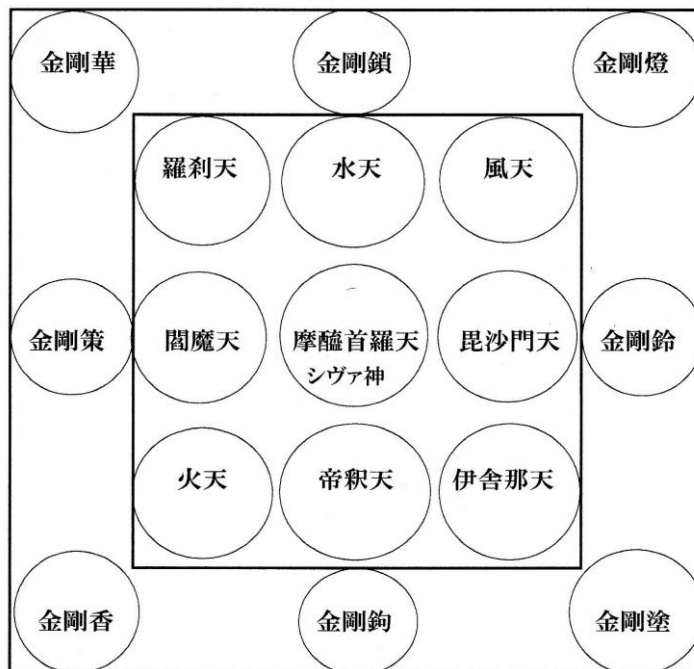 金剛華
金剛鎖
金剛燈
羅刹天
水天
風天
金剛策
閻魔天
摩醯首羅天
シヴァ神
毘沙門天
金剛鈴
火天
帝釈天
伊舎那天
金剛香
金剛鉤
金剛塗